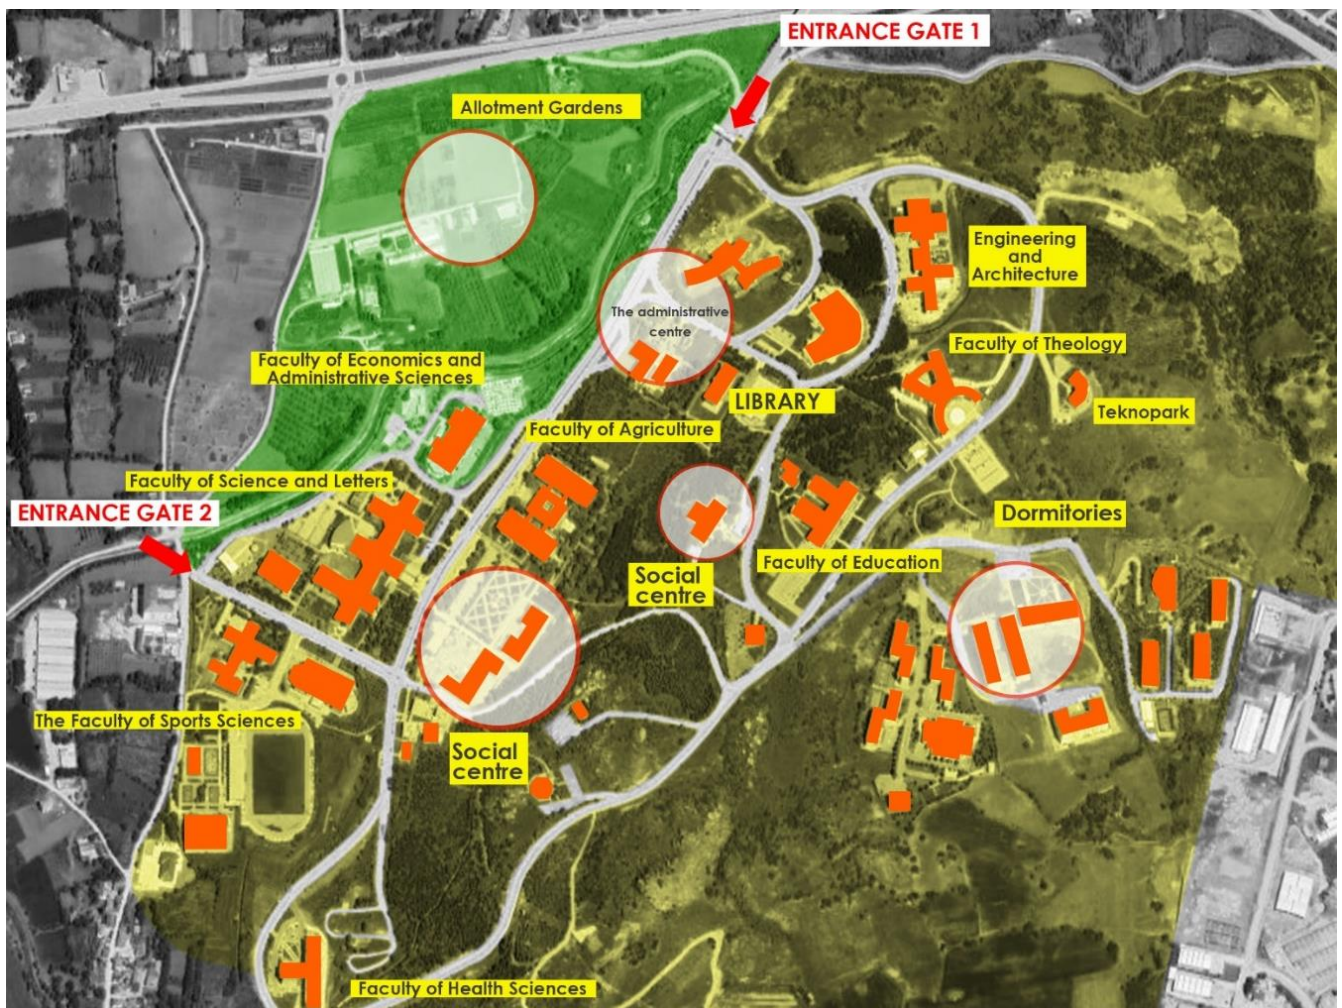 ENTRANCE GATE 1
Allotment Gardens
Engineering
and
Architecture
The administrative
centre
Faculty of Theology
Faculty of Economics and
Administrative Sciences
LIBRARY
Teknopark
Faculty of Agriculture
Faculty of Science and Letters
ENTRANCE GATE 2
Dormitories
Faculty of Education
Social
centre
The Faculty of Sports Sciences
Social
centre
Faculty of Health Sciences